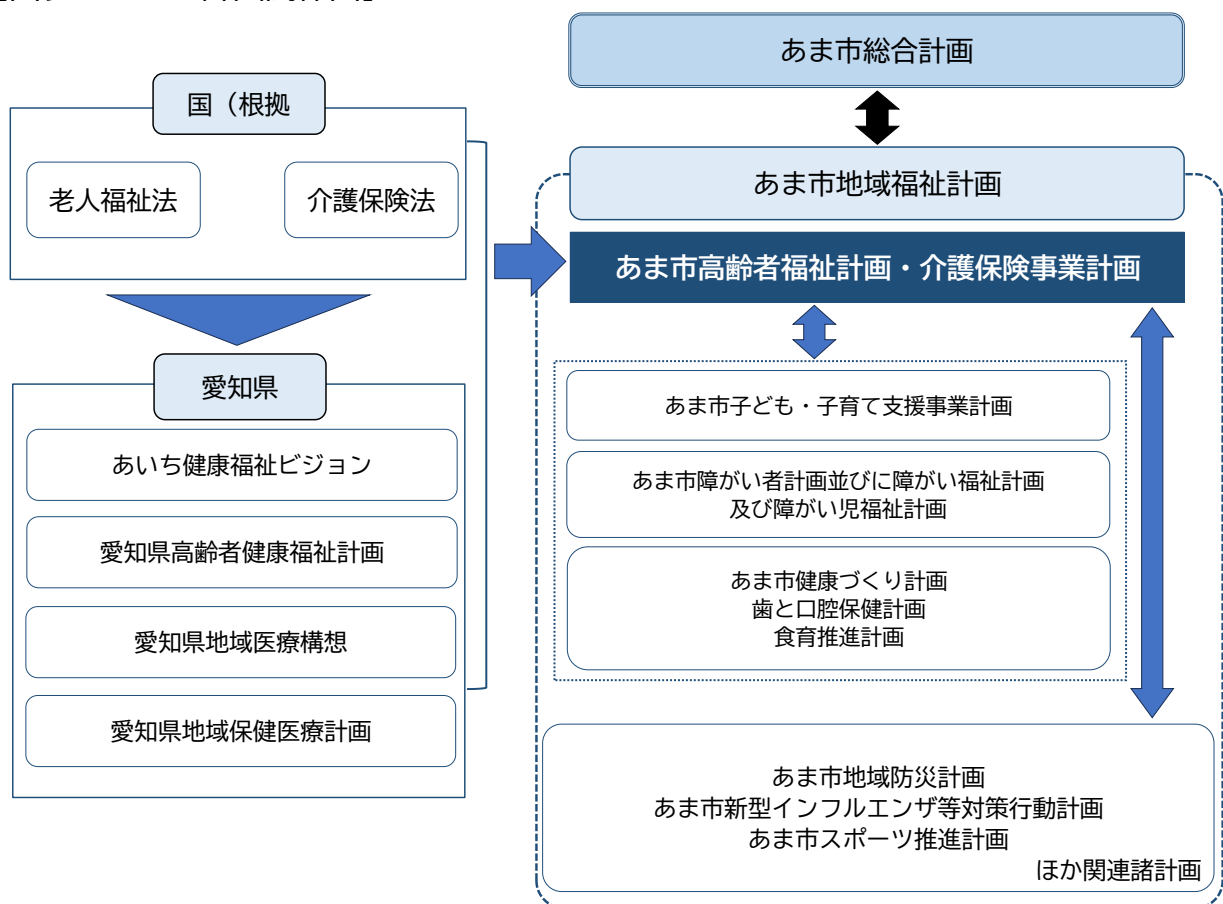 国（根拠
老人福祉法
介護保険法
愛知県
あいち健康福祉ビジョン
愛知県高齢者健康福祉計画
愛知県地域医療構想
愛知県地域保健医療計画
あま市総合計画
あま市地域福祉計画
あま市高齢者福祉計画・介護保険事業計画
あま市子ども・子育て支援事業計画
あま市障がい者計画並びに障がい福祉計画
及び障がい児福祉計画
あま市健康づくり計画
歯と口腔保健計画
食育推進計画
あま市地域防災計画
あま市新型インフルエンザ等対策行動計画
あま市スポーツ推進計画
ほか関連諸計画